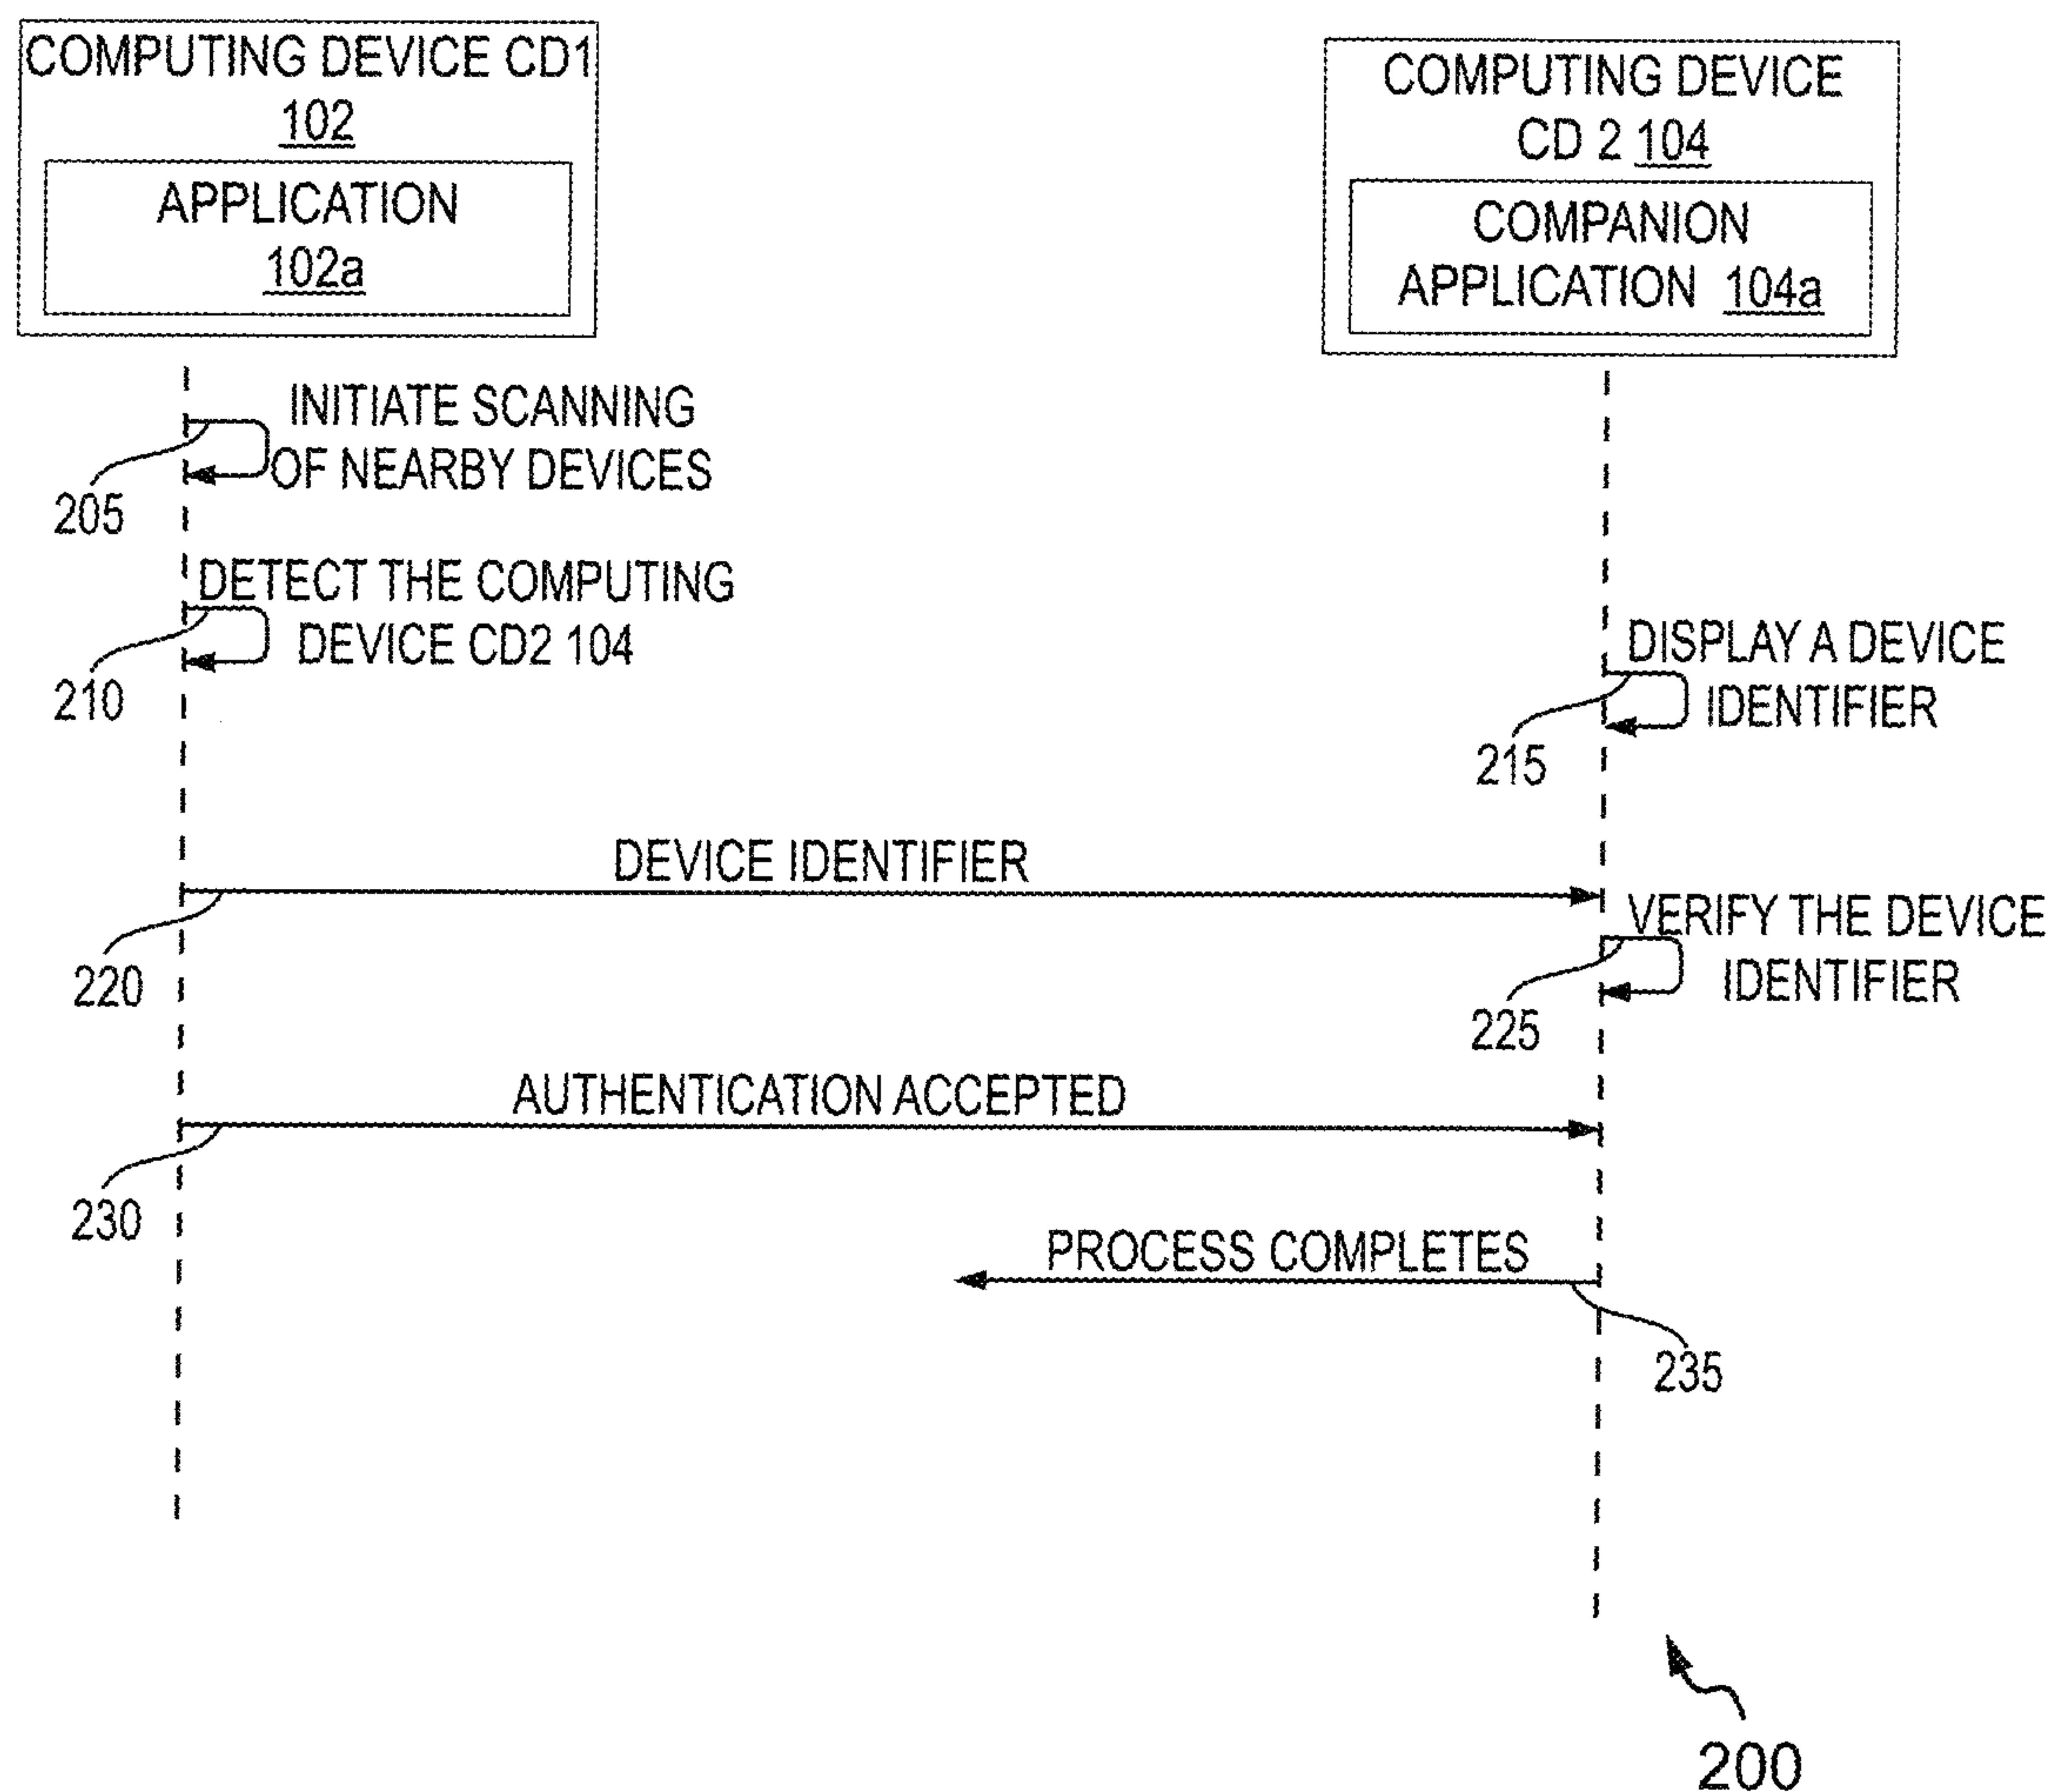 COMPUTING DEVICE CD1
102
APPLICATION
102a
COMPUTING DEVICE
CD 2 104
COMPANION
APPLICATION 104a
INITIATE SCANNING
OF NEARBY DEVICES
205
DETECT THE COMPUTING
DEVICE CD2 104
210
DISPLAY A DEVICE
IDENTIFIER
215
DEVICE IDENTIFIER
220
VERIFY THE DEVICE
IDENTIFIER
225
AUTHENTICATION ACCEPTED
230
PROCESS COMPLETES
235
200